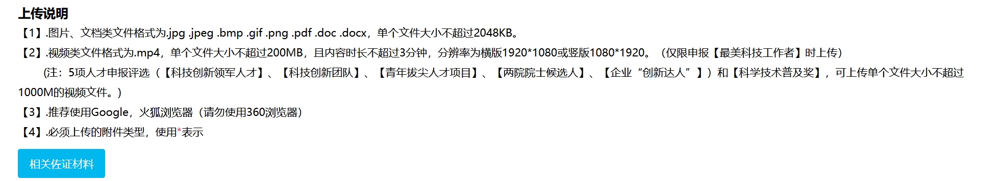 上传说明
【1】.图片、文档类文件格式为.jpg .jpeg .bmp .gif .png .pdf .doc .docx，单个文件大小不超过2048KB。
【2】.视频类文件格式为.mp4，单个文件大小不超过200MB，且内容时长不超过3分钟，分辨率为横版1920*1080或竖版1080*1920。（仅限申报【最美科技工作者】时上传）
(注：5项人才申报评选（【科技创新领军人才】、【科技创新团队】、【青年拔尖人才项目】、【两院院士候选人】、【企业“创新达人”】）和【科学技术普及奖】，可上传单个文件大小不超过
1000M的视频文件。)
【3】.推荐使用Google，火狐浏览器（请勿使用360浏览器）
【4】.必须上传的附件类型，使用*表示
相关佐证材料